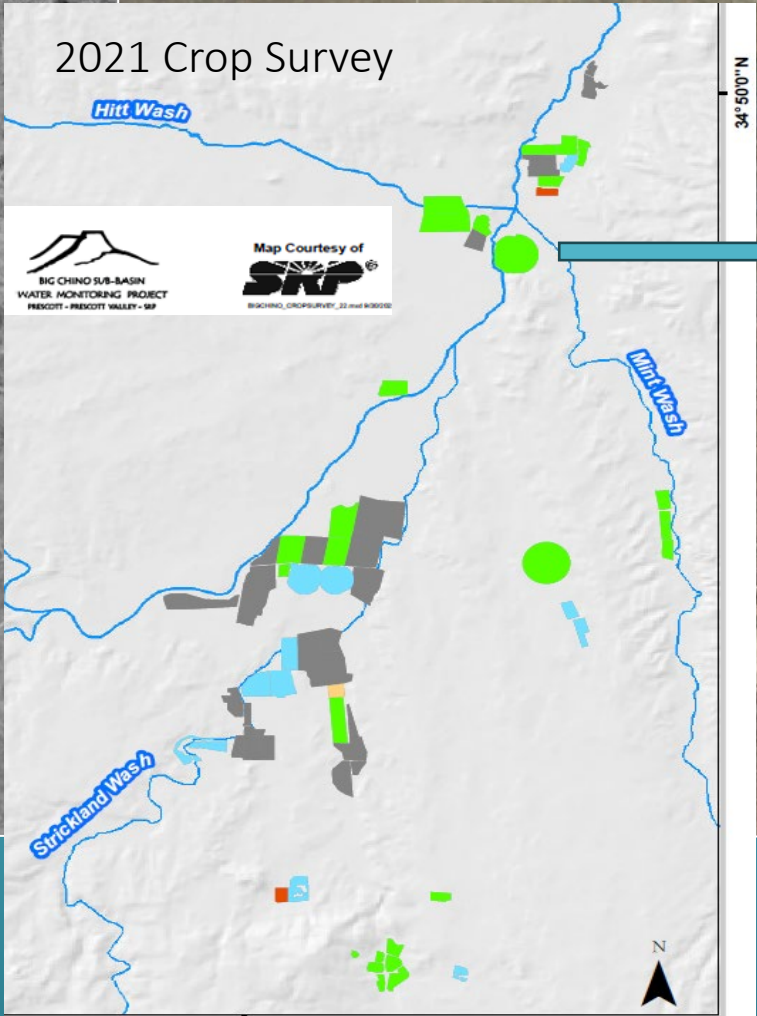 2021 Crop Survey
34°50'0"N
Hitt Wash
BIG CHINO SUB-BASIN
WATER MONITORING PROJECT
PRESCOTT - PRESCOTT VALLEY - SRP
Map Courtesy of
SRP®
Mint Wash
Strickland Wash
N